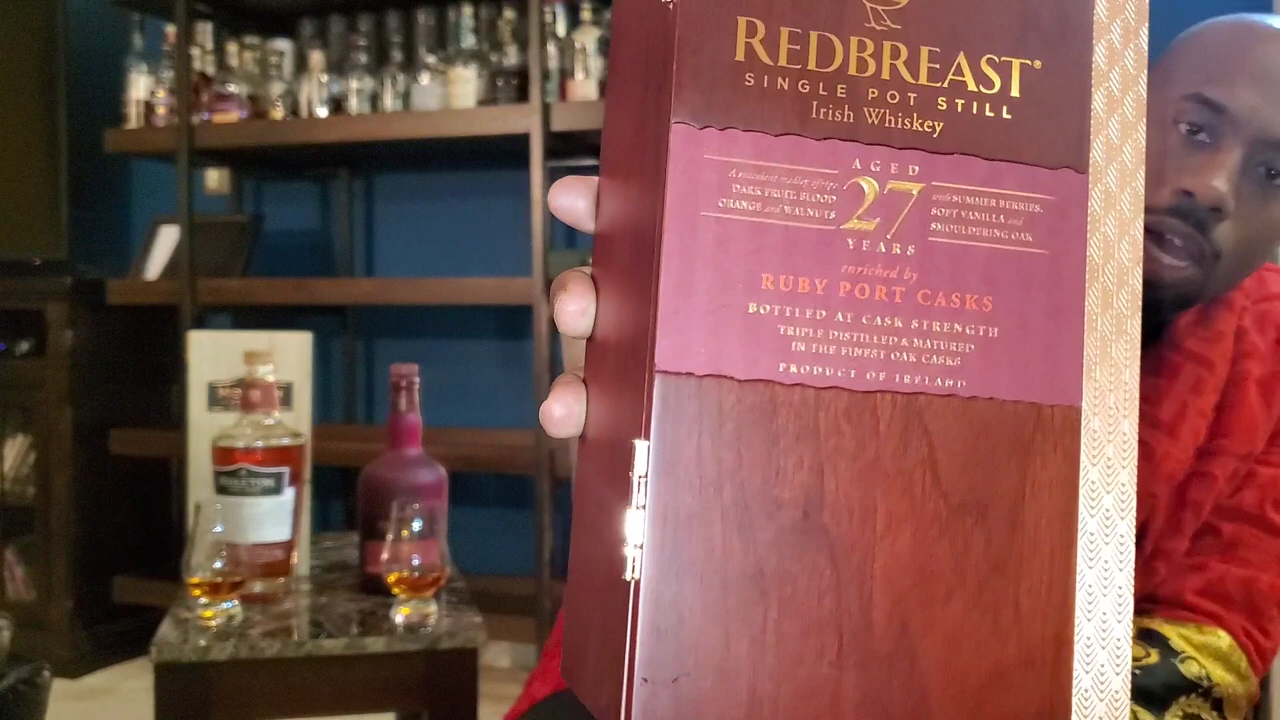 REDBREAST®
SINGLE POT STILL
Irish Whiskey
AGED
27
YEARS
A succulent medley of ripe
DARK FRUIT, BLOOD
ORANGE and WALNUTS
with SUMMER BERRIES,
SOFT VANILLA and
SMOULDERING OAK
enriched by
RUBY PORT CASKS
BOTTLED AT CASK STRENGTH
TRIPLE DISTILLED & MATURED
IN THE FINEST OAK CASKS
PRODUCT OF IRELAND